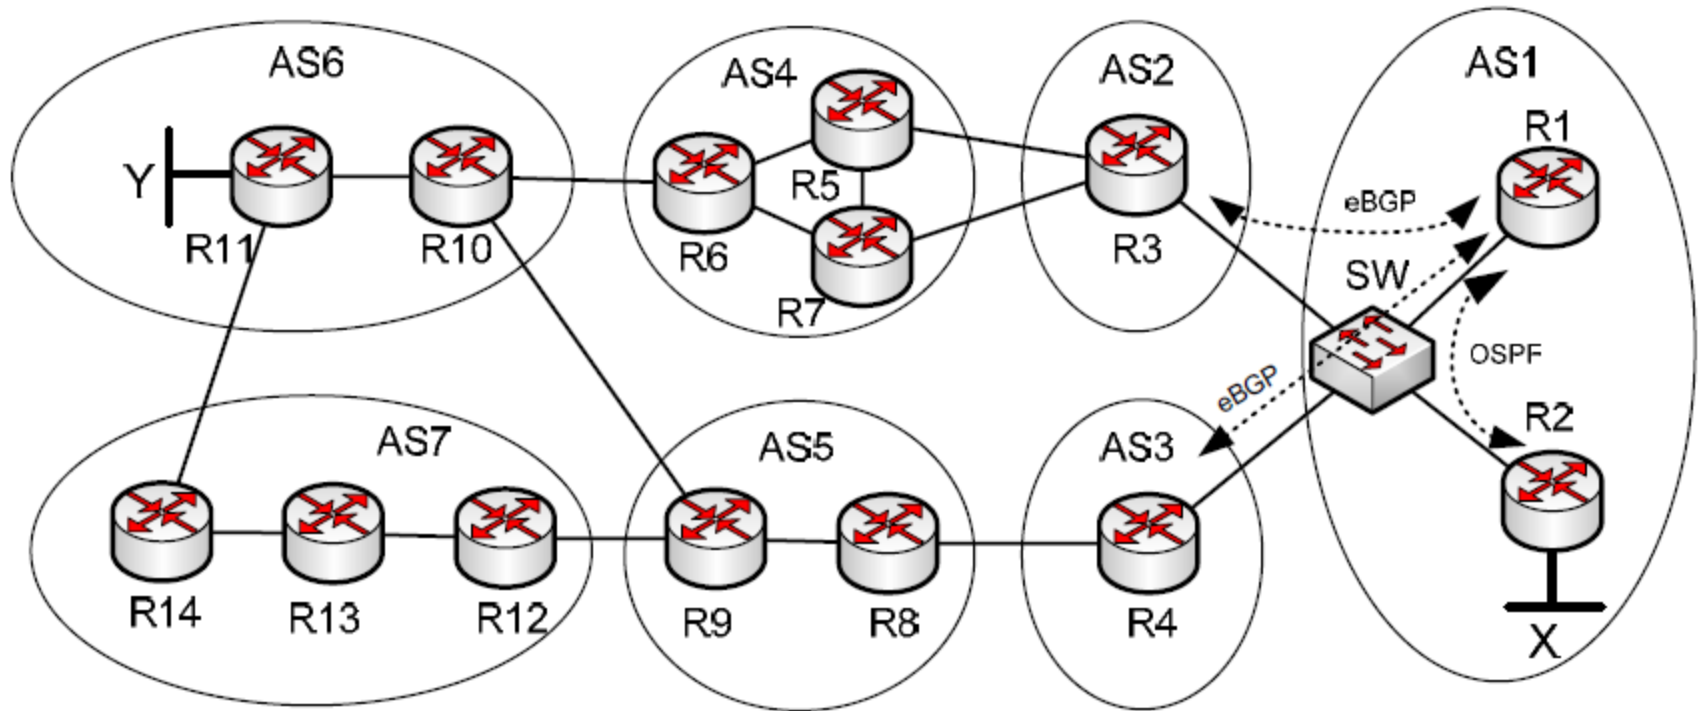 AS6
AS4
AS2
AS1
R1
Y
R5
eBGP
R11
R10
R6
R3
SW
R7
OSPF
eBGP
R2
AS7
AS5
AS3
R14
R13
R12
R9
R8
R4
X